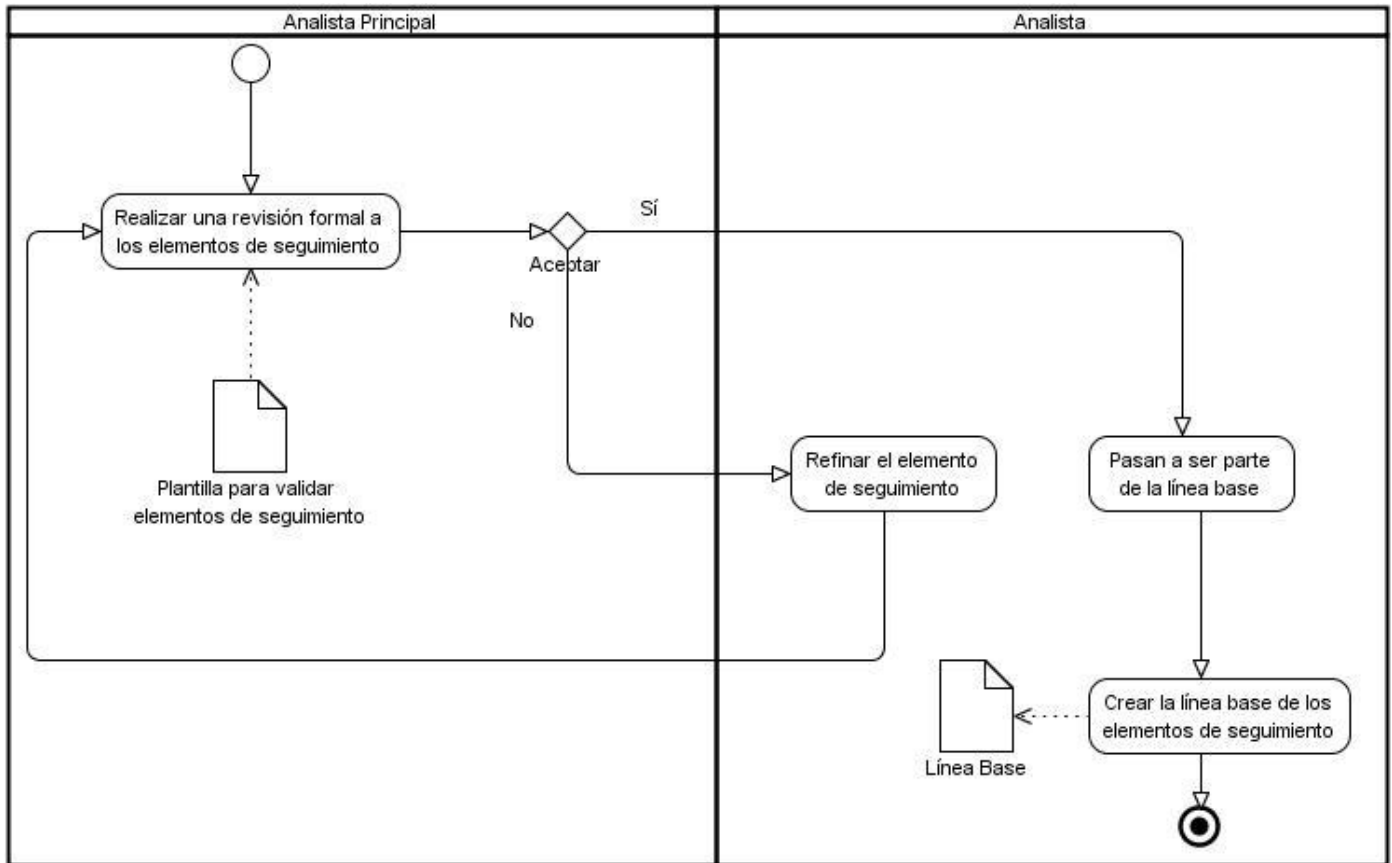 Analista Principal
Analista
Realizar una revisión formal a
los elementos de seguimiento
Sí
Aceptar
No
Plantilla para validar
elementos de seguimiento
Refinar el elemento
de seguimiento
Pasan a ser parte
de la línea base
Crear la línea base de los
elementos de seguimiento
Línea Base